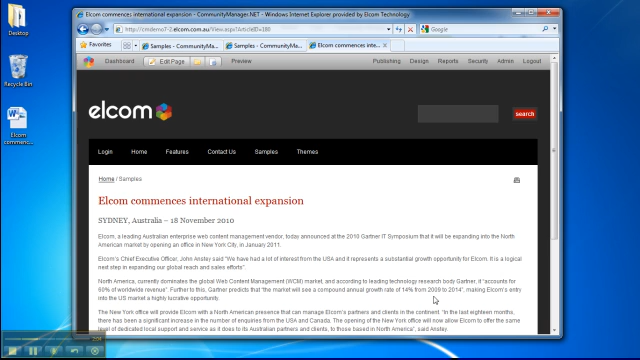 Elcom commences international expansion - CommunityManager.NET - Windows Internet Explorer provided by Elcom Technology
http://cmsdemo7-2.elcom.com.au/View.aspx?ArticleID=180
Google
Favorites
Samples - CommunityMa...
Samples - CommunityMa...
Elcom commences inte...
Dashboard
Edit Page
Preview
Publishing
Design
Reports
Security
Admin
Logout
Desktop
Recycle Bin
Elcom
commenc...
elcom
search
Login
Home
Features
Contact Us
Samples
Themes
Home / Samples
Elcom commences international expansion
SYDNEY, Australia – 18 November 2010
Elcom, a leading Australian enterprise web content management vendor, today announced at the 2010 Gartner IT Symposium that it will be expanding into the North
American market by opening an office in New York City, in January 2011.
Elcom's Chief Executive Officer, John Anstey said "We have had a lot of interest from the USA and it represents a substantial growth opportunity for Elcom. It is a logical
next step in expanding our global reach and sales efforts".
North America, currently dominates the global Web Content Management (WCM) market, and according to leading technology research body Gartner, it "accounts for
60% of worldwide revenue". Further to this, Gartner predicts that "the market will see a compound annual growth rate of 14% from 2009 to 2014", making Elcom's entry
into the US market a highly lucrative opportunity.
The New York office will provide Elcom with a North American presence that can manage Elcom's partners and clients in the continent. "In the last eighteen months,
there has been a significant increase in the number of enquiries from the USA and Canada. The opening of the New York office will now allow Elcom to offer the same
level of dedicated local support and service as it does to its Australian partners and clients, to those based in North America", said Anstey.